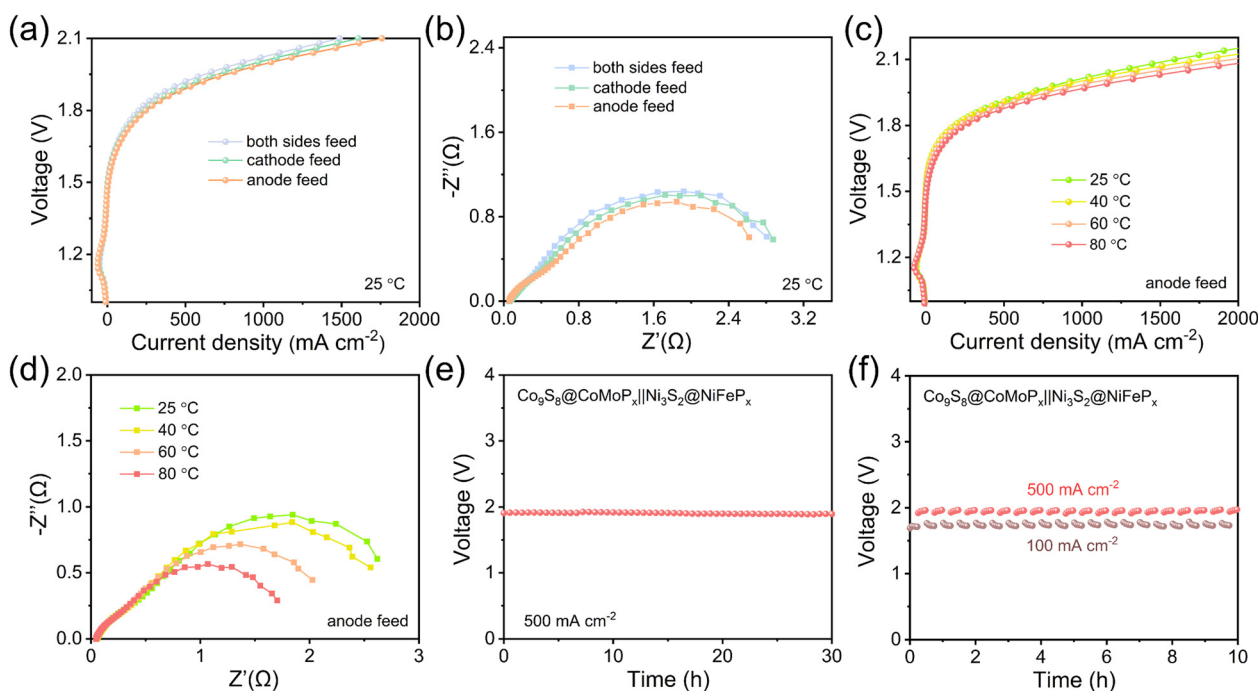 (a)
2.1
1.8
1.5
1.2
Voltage (V)
both sides feed
cathode feed
anode feed
25 °C
0
500
1000
1500
2000
Current density (mA cm⁻²)
(b)
2.4
1.6
0.8
0.0
-Z''(Ω)
both sides feed
cathode feed
anode feed
25 °C
0.0
0.8
1.6
2.4
3.2
Z'(Ω)
(c)
2.1
1.8
1.5
1.2
Voltage (V)
25 °C
40 °C
60 °C
80 °C
anode feed
0
500
1000
1500
2000
Current density (mA cm⁻²)
(d)
2.0
1.5
1.0
0.5
0.0
-Z''(Ω)
25 °C
40 °C
60 °C
80 °C
anode feed
0
1
2
3
Z'(Ω)
(e)
4
3
2
1
0
Voltage (V)
Co₉S₈@CoMoPₓ||Ni₃S₂@NiFePₓ
500 mA cm⁻²
0
10
20
30
Time (h)
(f)
4
3
2
1
0
Voltage (V)
Co₉S₈@CoMoPₓ||Ni₃S₂@NiFePₓ
500 mA cm⁻²
100 mA cm⁻²
0
2
4
6
8
10
Time (h)